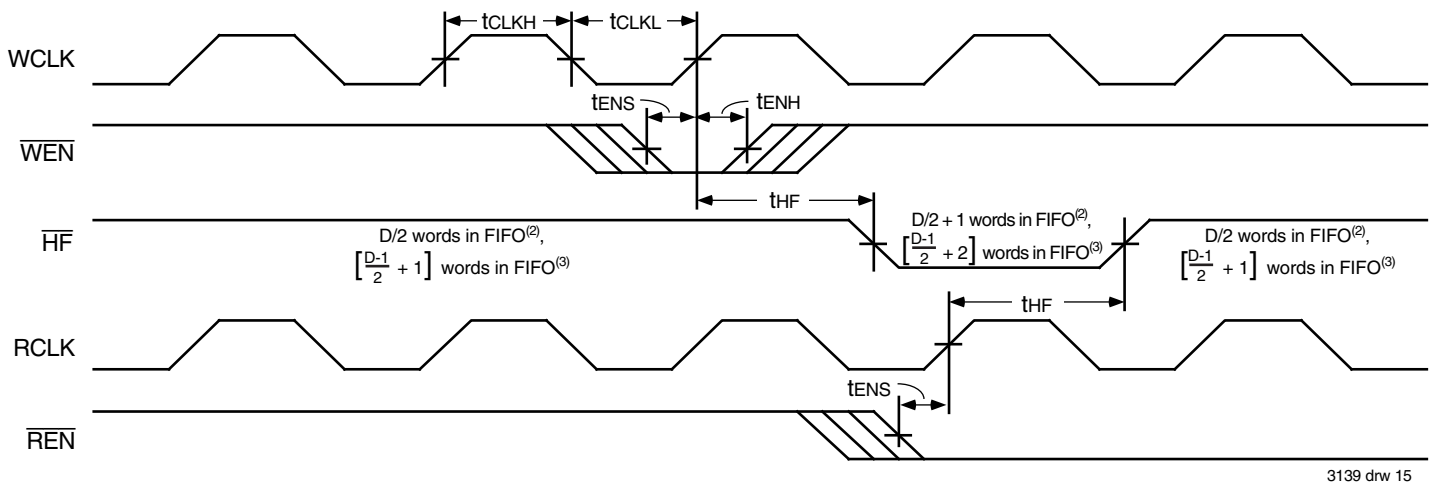 tCLKH tCLKL
WCLK
tENS tENH
WEN
tHF
HF
D/2 words in FIFO(2),
[D-1/2 + 1] words in FIFO(3)
D/2 + 1 words in FIFO(2),
[D-1/2 + 2] words in FIFO(3)
D/2 words in FIFO(2),
[D-1/2 + 1] words in FIFO(3)
tHF
RCLK
tENS
REN
3139 drw 15